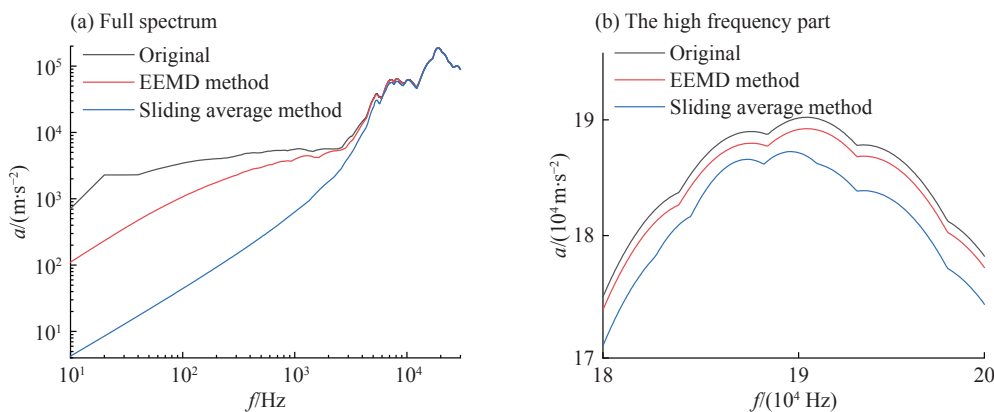 (a) Full spectrum
Original
EEMD method
Sliding average method
10⁵
10⁴
10³
10²
10¹
a/(m·s⁻²)
10¹ 10² 10³ 10⁴
f/Hz
(b) The high frequency part
Original
EEMD method
Sliding average method
19
18
17
a/(10⁴ m·s⁻²)
18 19 20
f/(10⁴ Hz)